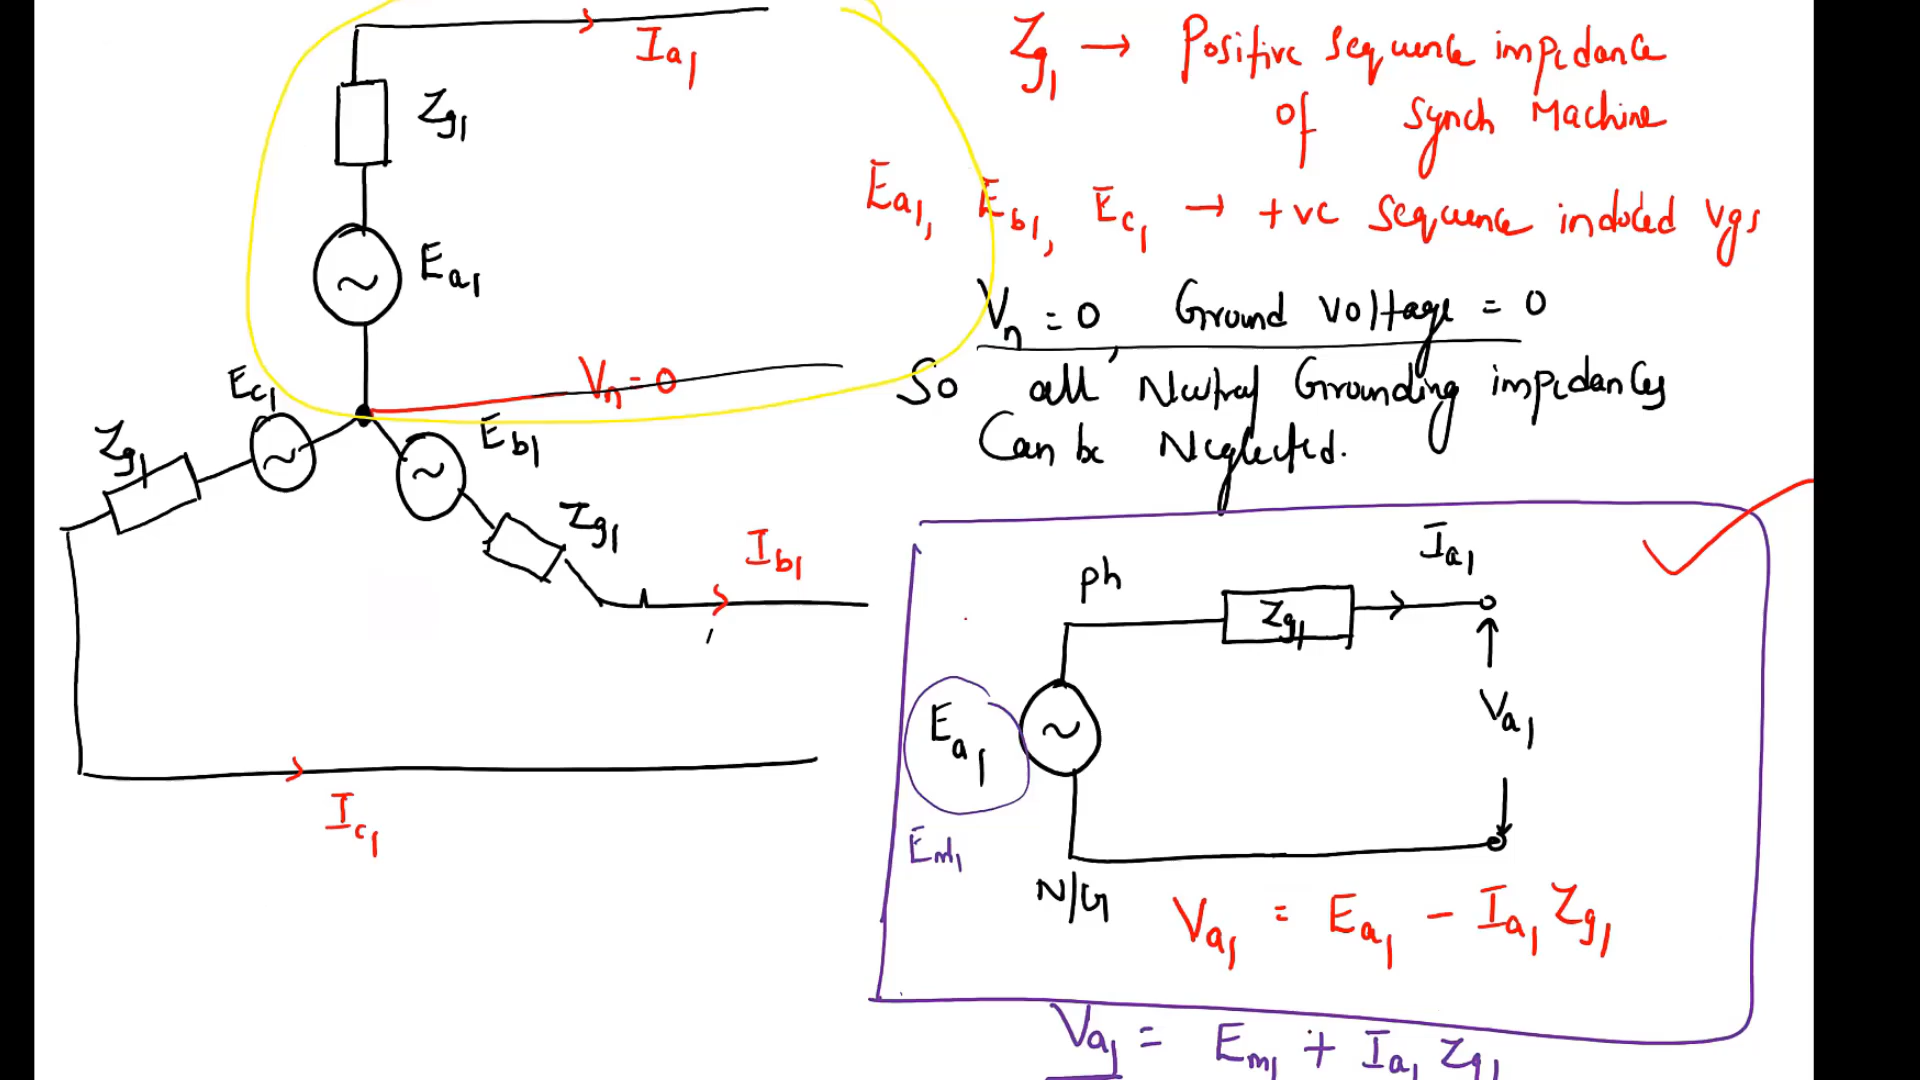 Ia1
Zg1
Ea1
Vn = 0
Ec1
Zg1
Eb1
Zg1
Ib1
Ic1
Zg1 → Positive sequence impedance
of Synch Machine
Ea1, Eb1, Ec1 → +ve sequence induced vgs
Vn = 0, Ground voltage = 0
So all Neutral Grounding impedances
Can be Neglected.
Ia1
ph
Zg1
Ea1
Va1
Em1
N/G
Va1 = Ea1 - Ia1 Zg1
Va1 = Em1 + Ia1 Zg1